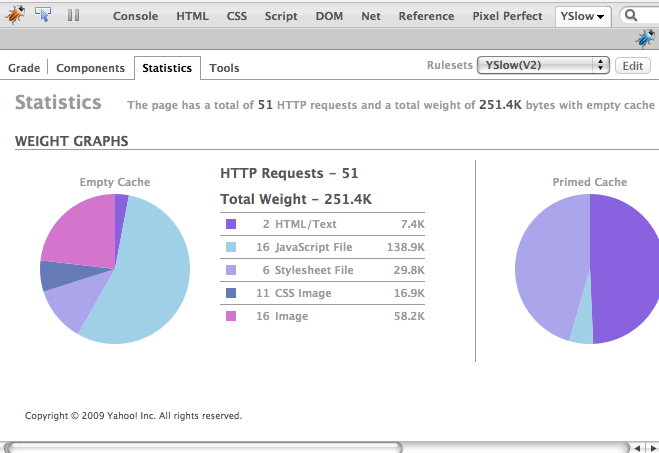 Console HTML CSS Script DOM Net Reference Pixel Perfect YSlow
Grade Components Statistics Tools Rulesets YSlow(V2) Edit
Statistics The page has a total of 51 HTTP requests and a total weight of 251.4K bytes with empty cache
WEIGHT GRAPHS
Empty Cache
HTTP Requests - 51
Total Weight - 251.4K
2 HTML/Text 7.4K
16 JavaScript File 138.9K
6 Stylesheet File 29.8K
11 CSS Image 16.9K
16 Image 58.2K
Primed Cache
Copyright © 2009 Yahoo! Inc. All rights reserved.